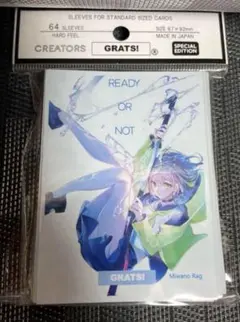 SLEEVES FOR STANDARD SIZED CARDS
64 SLEEVES
HARD FEEL
SIZE 67×92mm
MADE IN JAPAN
CREATORS GRATS! ®
SPECIAL EDITION
READY
OR
NOT
GRATS!
Miwano Rag